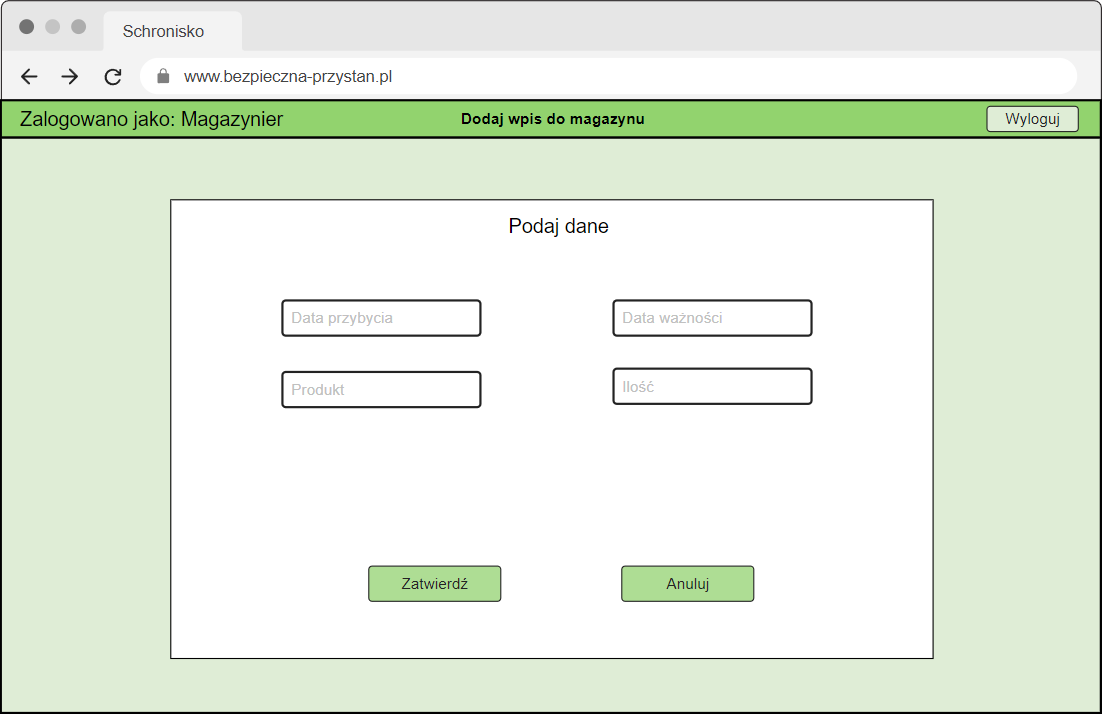 Schronisko
www.bezpieczna-przystan.pl
Zalogowano jako: Magazynier
Dodaj wpis do magazynu
Wyloguj
Podaj dane
Data przybycia
Data ważności
Produkt
Ilość
Zatwierdź
Anuluj